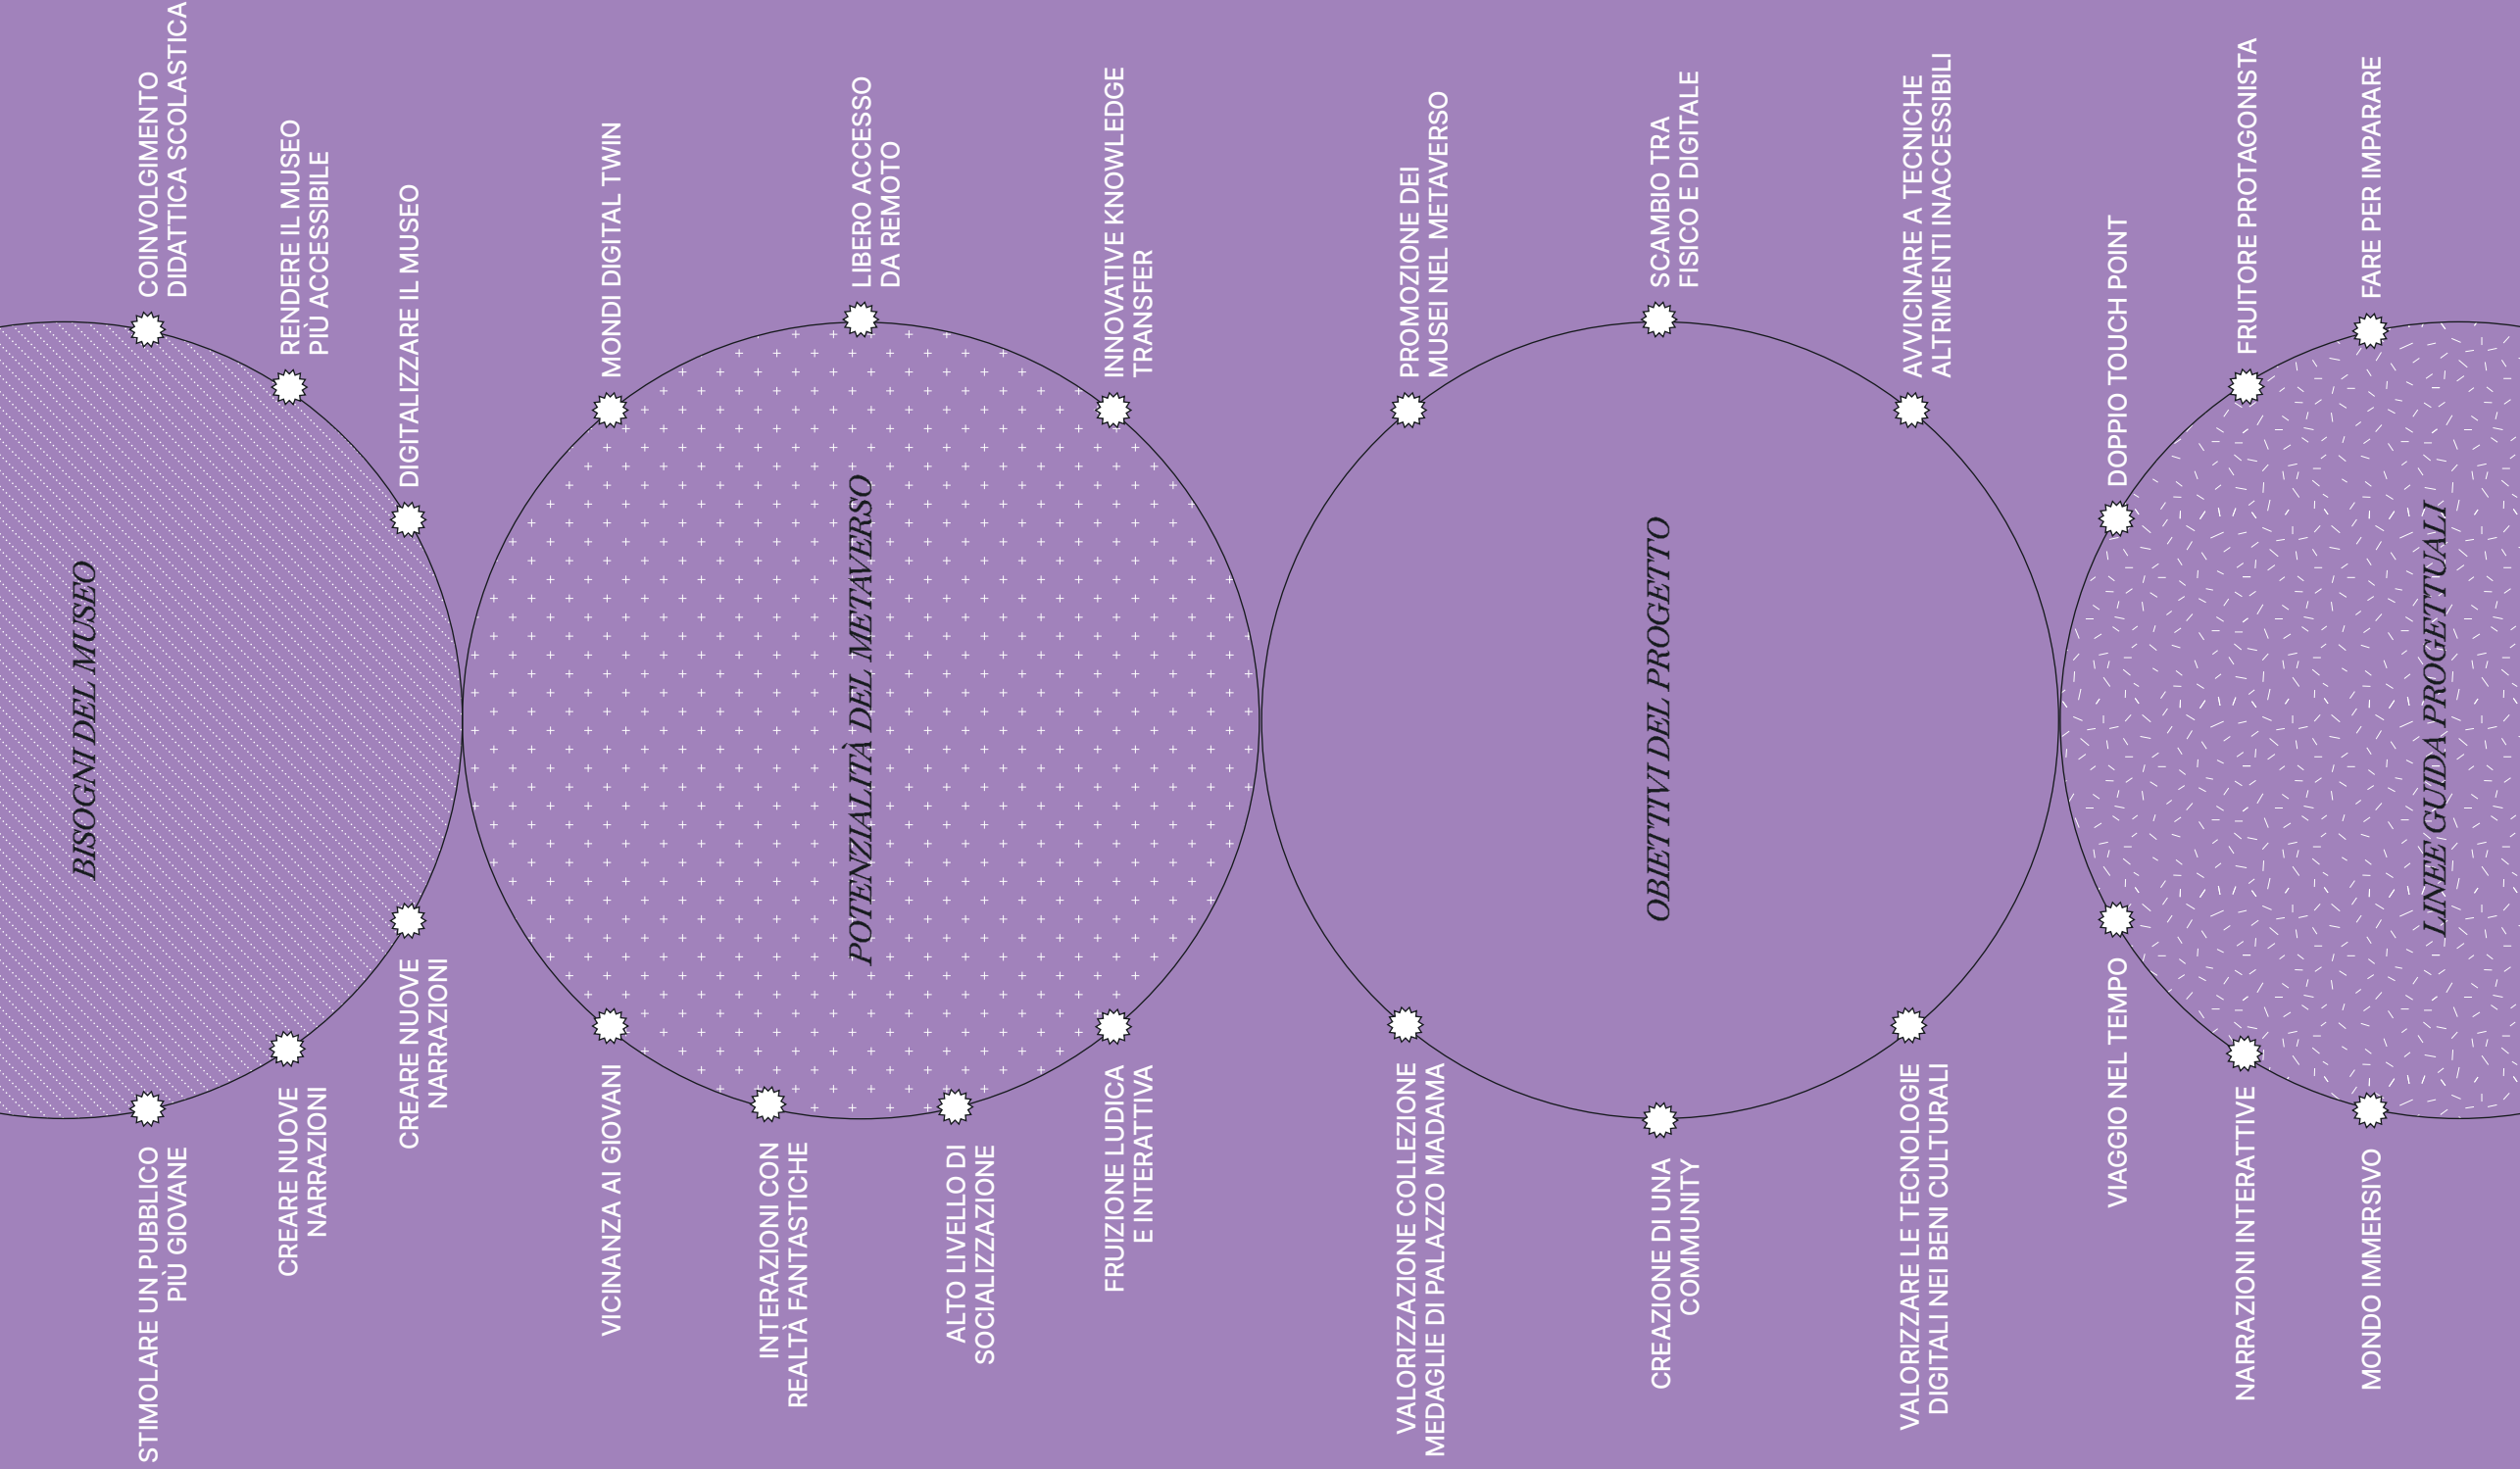 COINVOLGIMENTO
DIDATTICA SCOLASTICA
RENDERE IL MUSEO
PIÙ ACCESSIBILE
DIGITALIZZARE IL MUSEO
BISOGNI DEL MUSEO
STIMOLARE UN PUBBLICO
PIÙ GIOVANE
CREARE NUOVE
NARRAZIONI
CREARE NUOVE
NARRAZIONI
MONDI DIGITAL TWIN
LIBERO ACCESSO
DA REMOTO
INNOVATIVE KNOWLEDGE
TRANSFER
POTENZIALITÀ DEL METAVERSO
VICINANZA AI GIOVANI
INTERAZIONI CON
REALTÀ FANTASTICHE
ALTO LIVELLO DI
SOCIALIZZAZIONE
FRUIZIONE LUDICA
E INTERATTIVA
PROMOZIONE DEI
MUSEI NEL METAVERSO
SCAMBIO TRA
FISICO E DIGITALE
AVVICINARE A TECNICHE
ALTRIMENTI INACCESSIBILI
OBIETTIVI DEL PROGETTO
VALORIZZAZIONE COLLEZIONE
MEDAGLIE DI PALAZZO MADAMA
CREAZIONE DI UNA
COMMUNITY
VALORIZZARE LE TECNOLOGIE
DIGITALI NEI BENI CULTURALI
DOPPIO TOUCH POINT
FRUITORE PROTAGONISTA
FARE PER IMPARARE
LINEE GUIDA PROGETTUALI
VIAGGIO NEL TEMPO
NARRAZIONI INTERATTIVE
MONDO IMMERSIVO